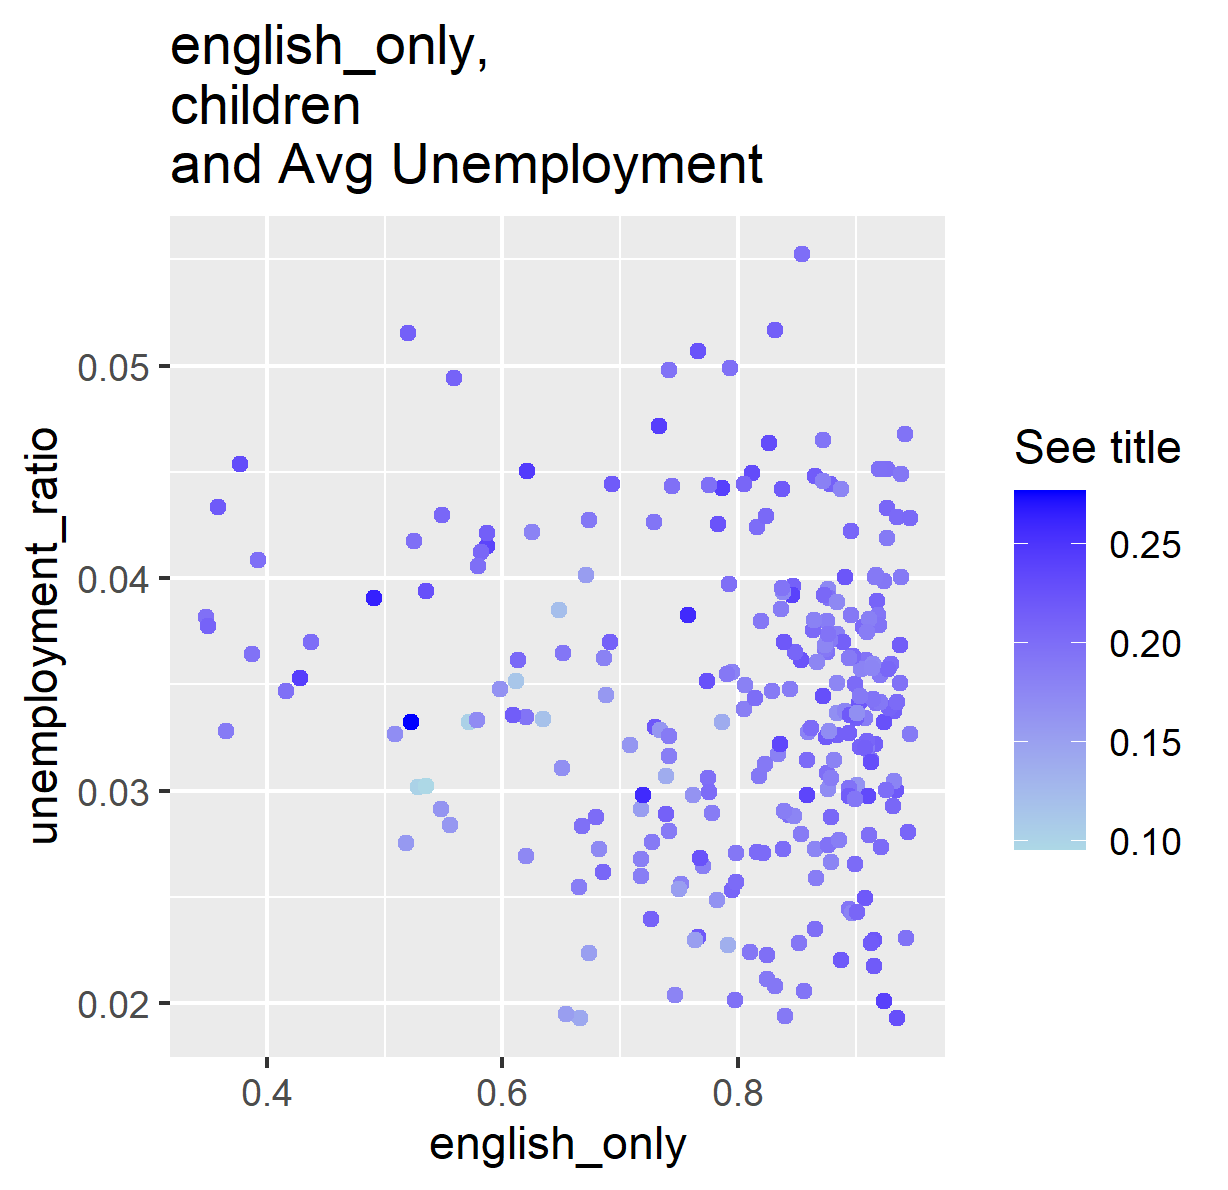 english_only,
children
and Avg Unemployment
unemployment_ratio
0.05
0.04
0.03
0.02
0.4
0.6
0.8
english_only
See title
0.25
0.20
0.15
0.10